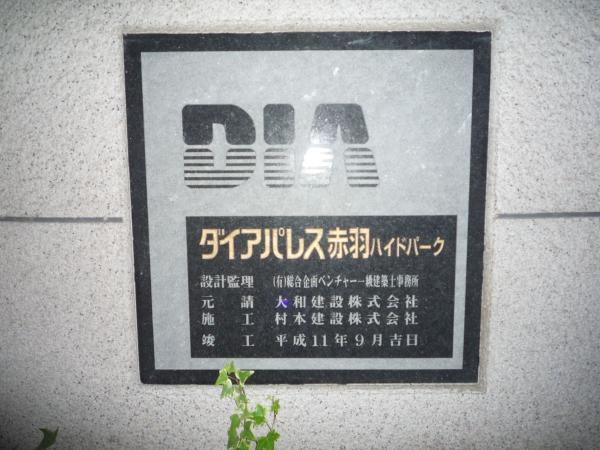 DIA
ダイアパレス赤羽ハイドパーク
設計監理 (有)総合企画ベンチャー一級建築士事務所
元請 大和建設株式会社
施工 村本建設株式会社
竣工 平成11年9月吉日